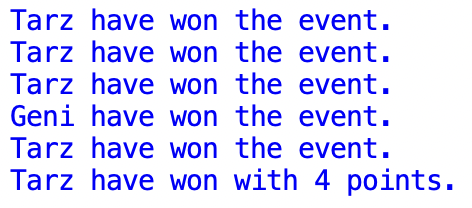 Tarz have won the event.
Tarz have won the event.
Tarz have won the event.
Geni have won the event.
Tarz have won the event.
Tarz have won with 4 points.